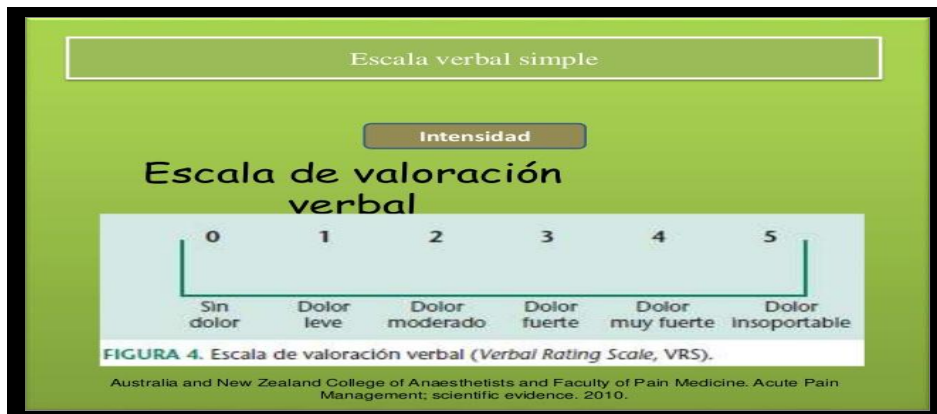 Escala verbal simple
Intensidad
Escala de valoración
verbal
0 1 2 3 4 5
Sin Dolor Dolor Dolor Dolor Dolor
dolor leve moderado fuerte muy fuerte insoportable
FIGURA 4. Escala de valoración verbal (Verbal Rating Scale, VRS).
Australia and New Zealand College of Anaesthetists and Faculty of Pain Medicine. Acute Pain
Management; scientific evidence. 2010.